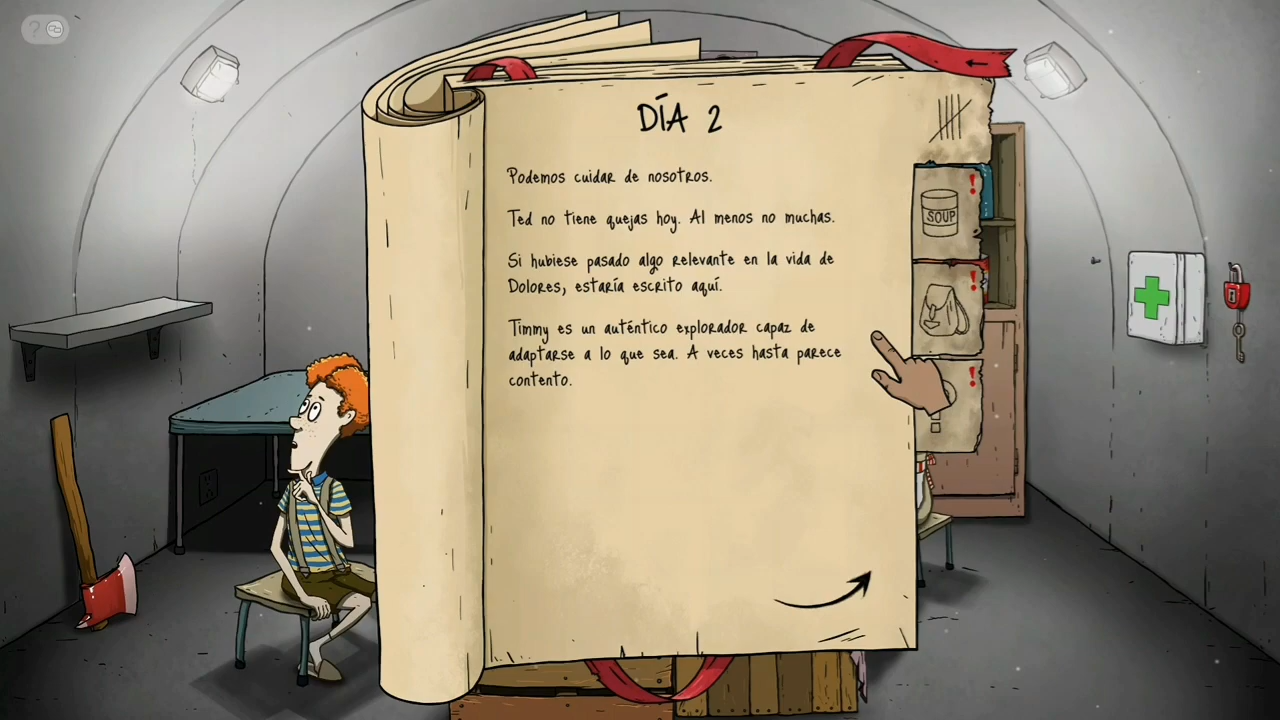 DÍA 2
Podemos cuidar de nosotros.
Ted no tiene quejas hoy. Al menos no muchas.
Si hubiese pasado algo relevante en la vida de
Dolores, estaría escrito aquí.
Timmy es un auténtico explorador capaz de
adaptarse a lo que sea. A veces hasta parece
contento.
!
SOUP
!
!
?